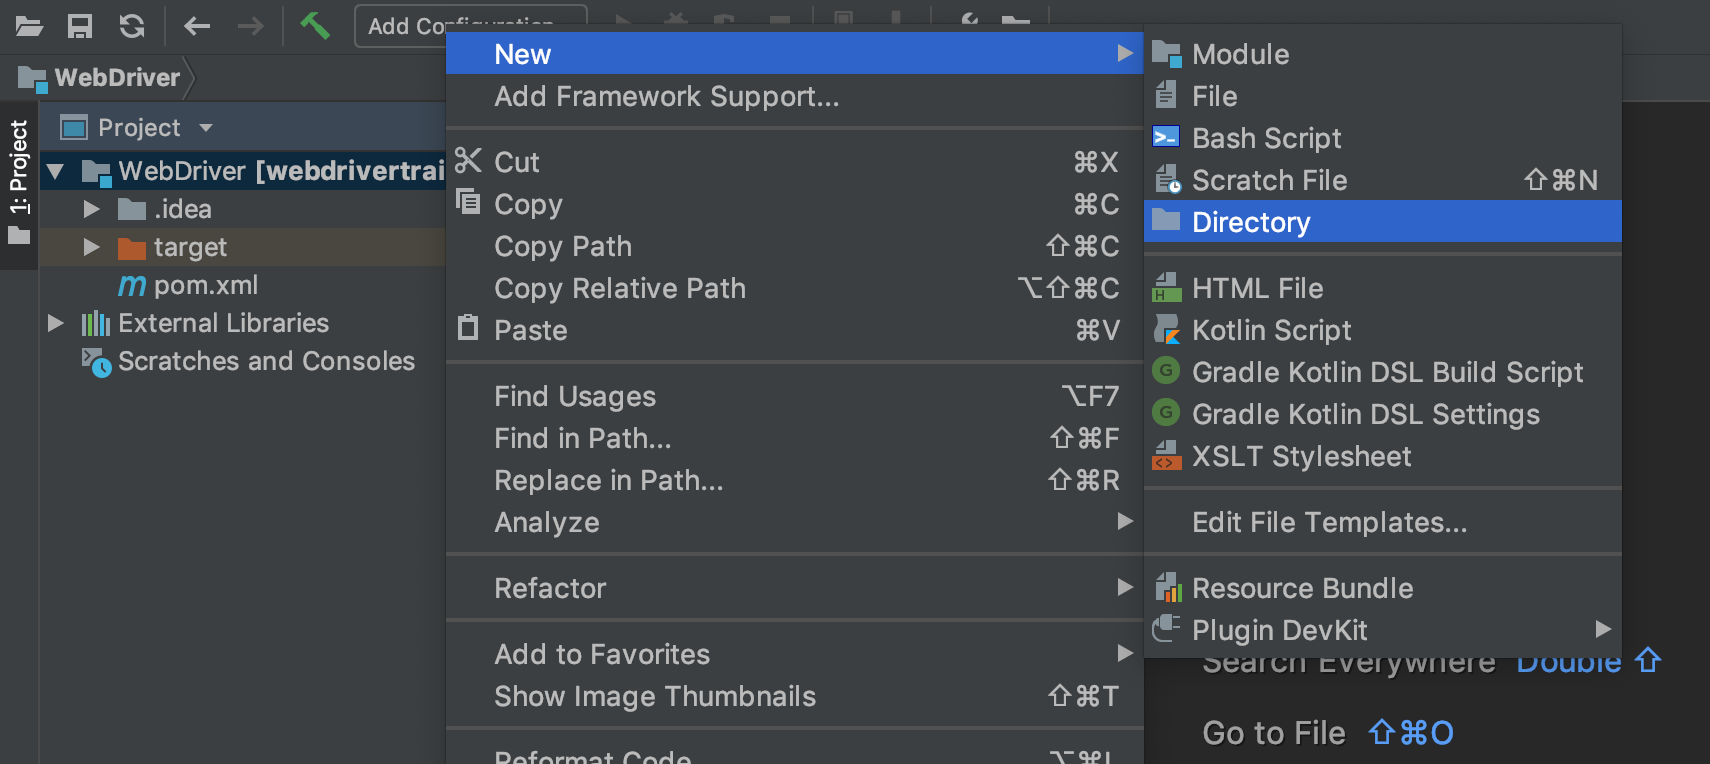 Add Configuration...
WebDriver
1: Project
Project
WebDriver [webdrivertrai
.idea
target
pom.xml
External Libraries
Scratches and Consoles
New
Add Framework Support...
Cut ⌘X
Copy ⌘C
Copy Path ⇧⌘C
Copy Relative Path ⌥⇧⌘C
Paste ⌘V
Find Usages ⌥F7
Find in Path... ⇧⌘F
Replace in Path... ⇧⌘R
Analyze
Refactor
Add to Favorites
Show Image Thumbnails ⇧⌘T
Reformat Code ⌥⌘L
Module
File
Bash Script
Scratch File ⇧⌘N
Directory
HTML File
Kotlin Script
Gradle Kotlin DSL Build Script
Gradle Kotlin DSL Settings
XSLT Stylesheet
Edit File Templates...
Resource Bundle
Plugin DevKit
Search Everywhere Double ⇧
Go to File ⇧⌘O